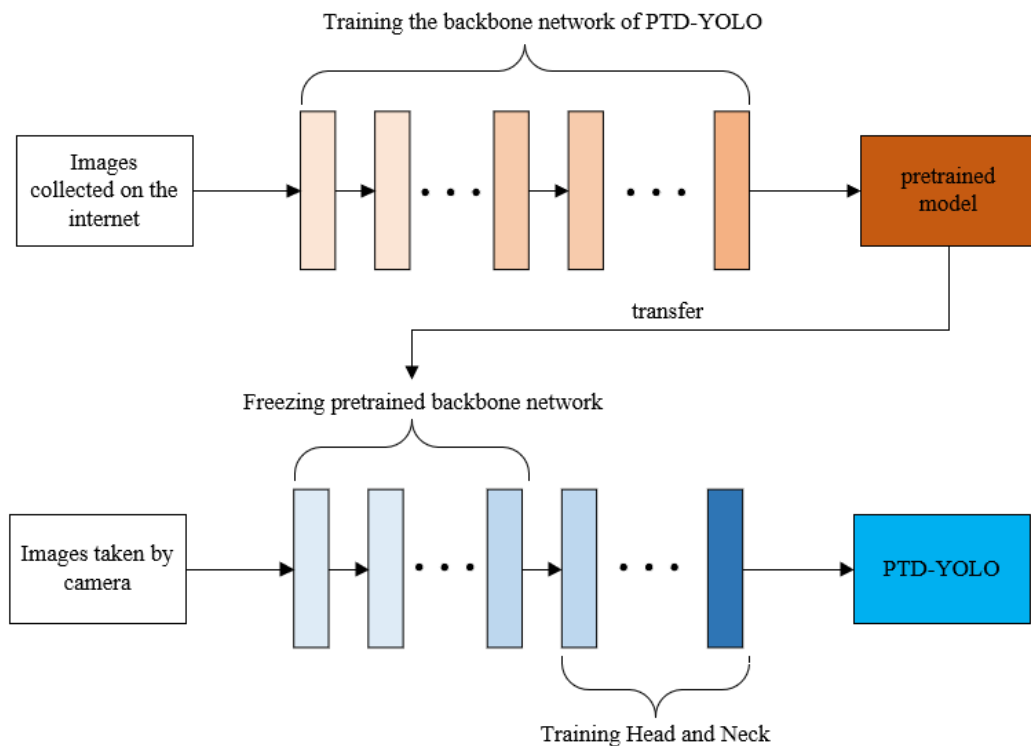 Training the backbone network of PTD-YOLO
Images
collected on the
internet
pretrained
model
transfer
Freezing pretrained backbone network
Images taken by
camera
PTD-YOLO
Training Head and Neck